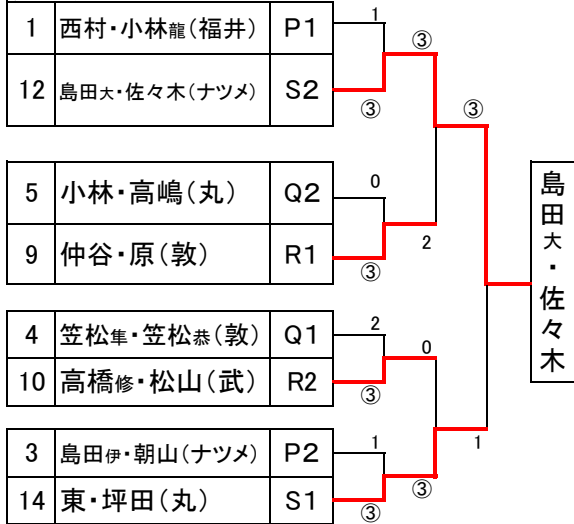 1 西村・小林龍(福井) P1
1
③
12 島田大・佐々木(ナツメ) S2
③
③
5 小林・高嶋(丸) Q2
0
9 仲谷・原(敦) R1
③
2
4 笠松隼・笠松恭(敦) Q1
2
0
10 高橋修・松山(武) R2
③
3 島田伊・朝山(ナツメ) P2
1
1
14 東・坪田(丸) S1
③
③
島田大・佐々木